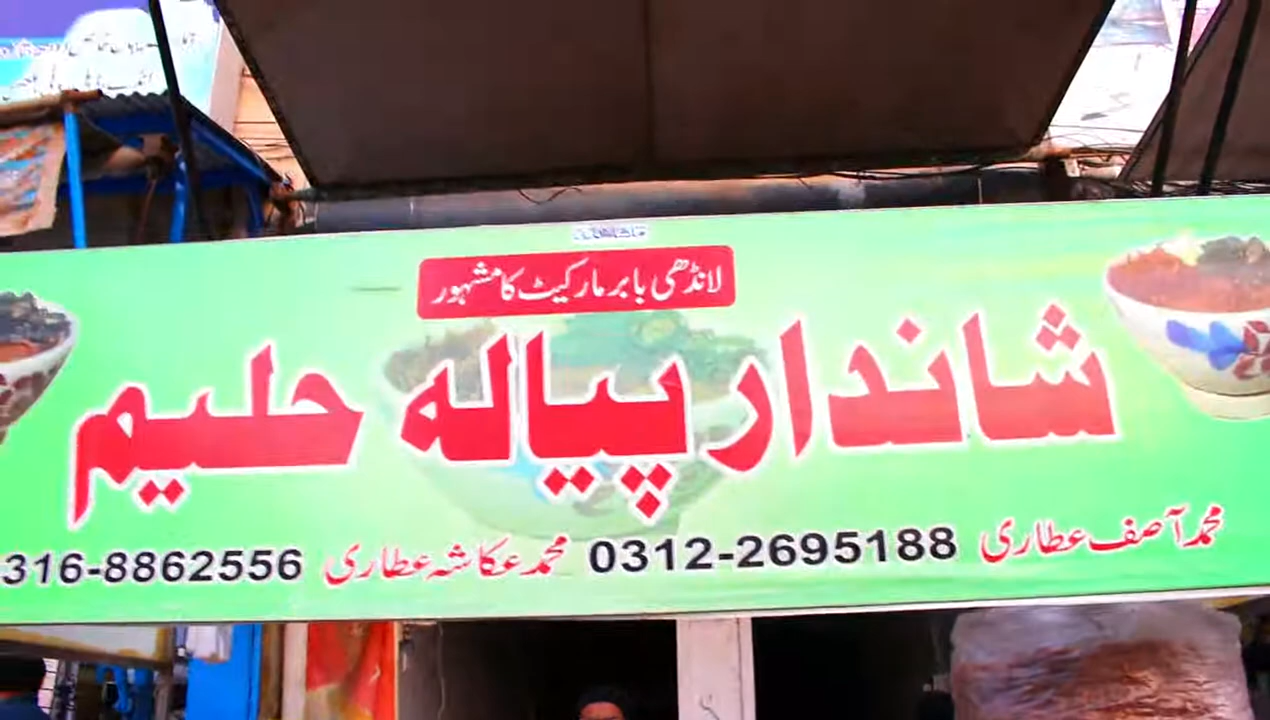 لانڈھی بابر مارکیٹ کا مشہور
شاندار پیالہ حلیم
محمد آصف عطاری 0312-2695188 محمد عکاشہ عطاری 316-8862556